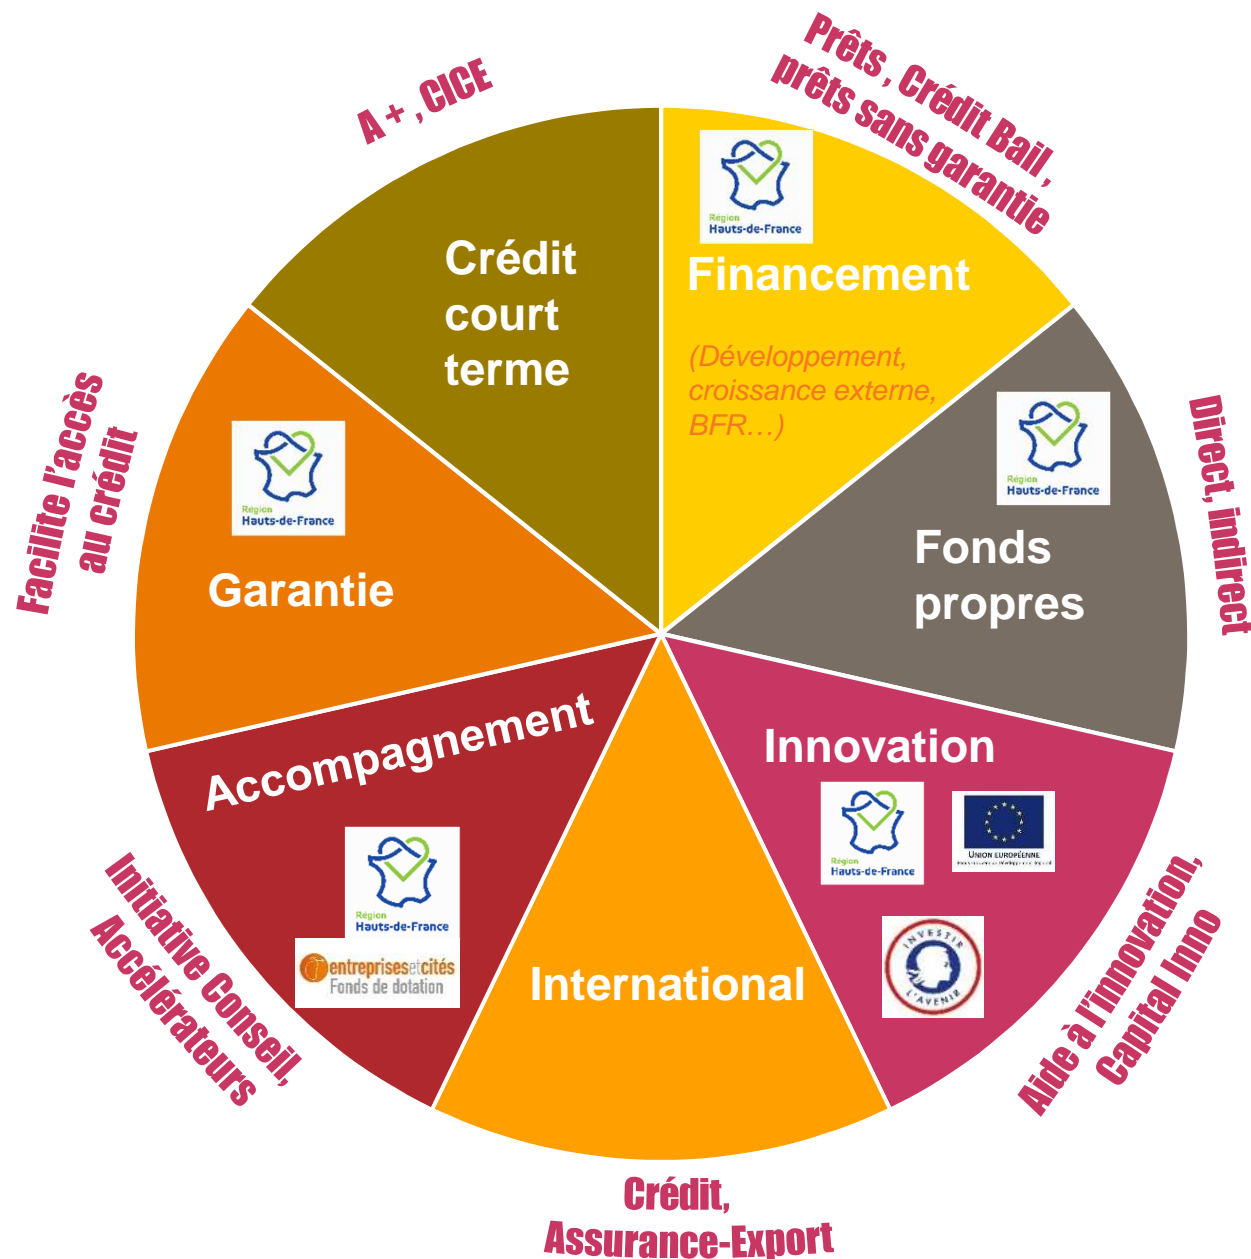 A + , CICE
Prêts , Crédit Bail ,
prêts sans garantie
Région
Hauts-de-France
Financement
(Développement,
croissance externe,
BFR…)
Crédit
court
terme
Région
Hauts-de-France
Fonds
propres
Direct, indirect
Facilite l'accès
au crédit
Région
Hauts-de-France
Garantie
Accompagnement
Région
Hauts-de-France
entreprisesetcités
Fonds de dotation
Initiative Conseil,
Accélérateurs
Innovation
Région
Hauts-de-France
UNION EUROPÉENNE
INVESTIR
L'AVENIR
Aide à l'innovation,
Capital Inno
International
Crédit,
Assurance-Export